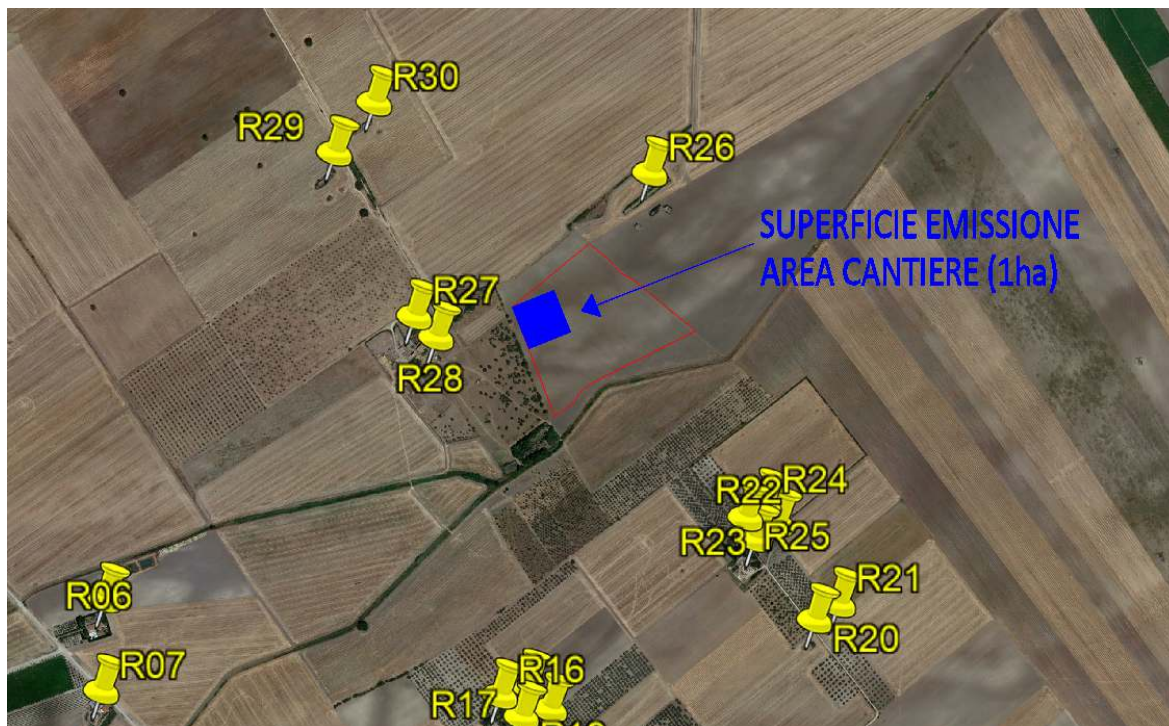 R30
R29
R26
SUPERFICIE EMISSIONE
AREA CANTIERE (1ha)
R27
R28
R24
R22
R23
R25
R06
R21
R20
R07
R16
R17